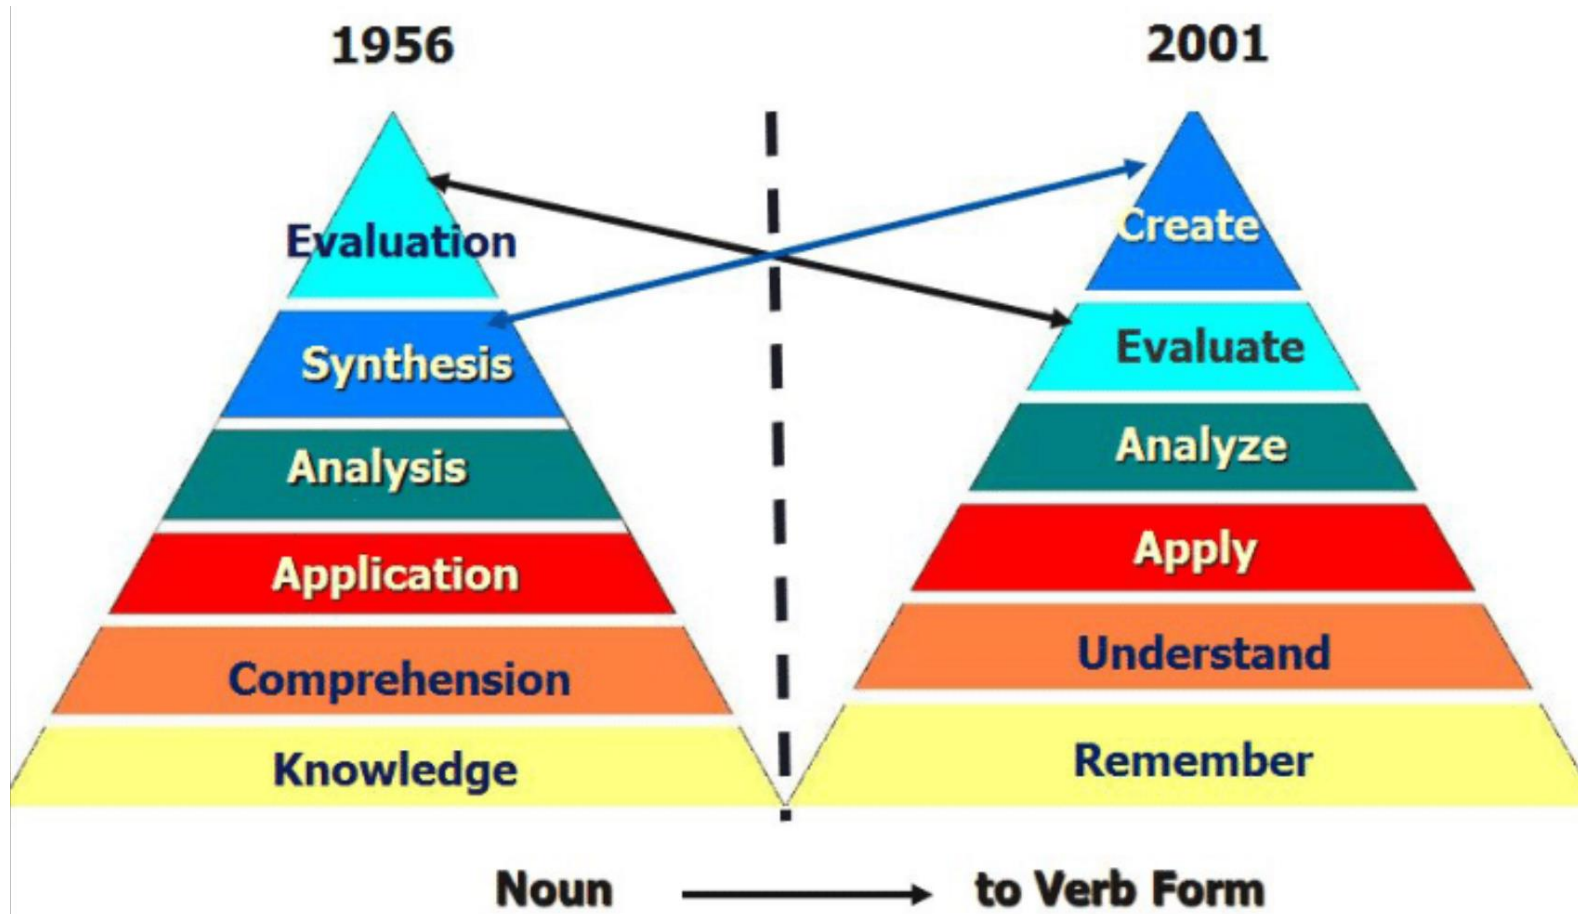 1956
2001
Evaluation
Synthesis
Analysis
Application
Comprehension
Knowledge
Create
Evaluate
Analyze
Apply
Understand
Remember
Noun to Verb Form